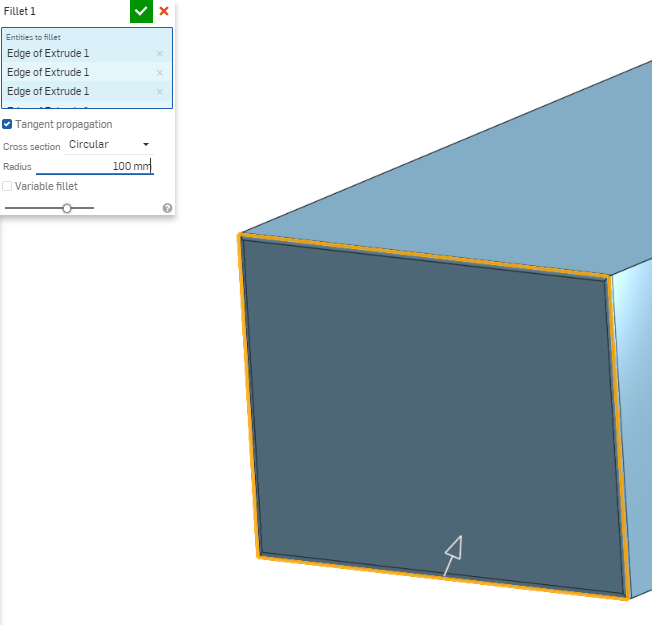 Fillet 1
Entities to fillet
Edge of Extrude 1
Edge of Extrude 1
Edge of Extrude 1
Tangent propagation
Cross section Circular
Radius 100 mm
Variable fillet